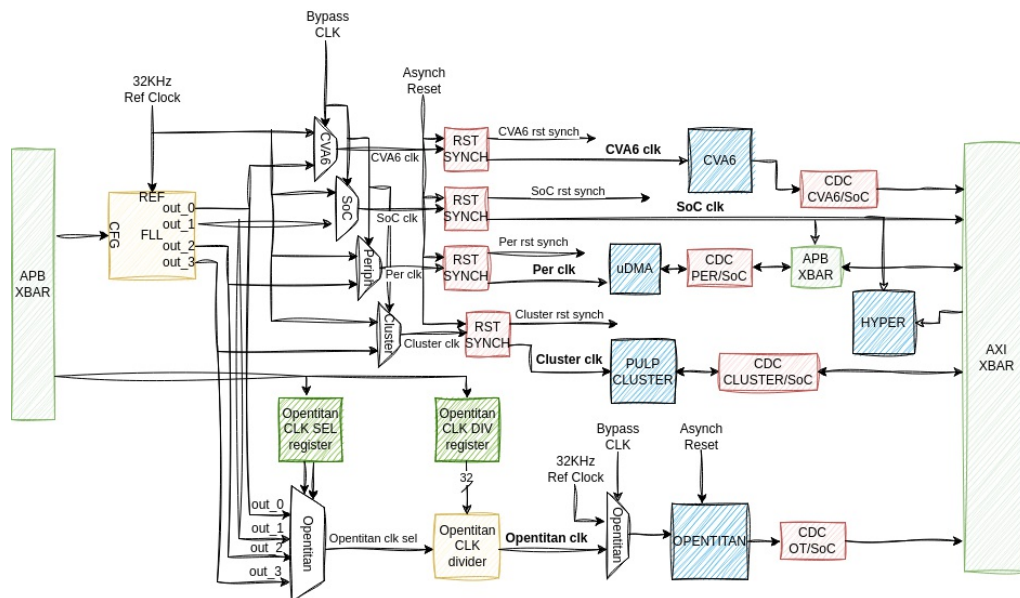 Bypass
CLK
32KHz
Ref Clock
Asynch
Reset
CVA6
CVA6 clk
RST
SYNCH
CVA6 rst synch
CVA6 clk
CVA6
CDC
CVA6/SoC
APB
XBAR
REF
CFG
FLL
out_0
out_1
out_2
out_3
SoC
SoC clk
RST
SYNCH
SoC rst synch
SoC clk
Periph
Per clk
RST
SYNCH
Per rst synch
Per clk
uDMA
CDC
PER/SoC
APB
XBAR
HYPER
AXI
XBAR
Cluster
Cluster clk
RST
SYNCH
Cluster rst synch
Cluster clk
PULP
CLUSTER
CDC
CLUSTER/SoC
Opentitan
CLK SEL
register
Opentitan
CLK DIV
register
32
out_0
out_1
out_2
out_3
Opentitan
Opentitan clk sel
Opentitan
CLK
divider
Opentitan clk
32KHz
Ref Clock
Bypass
CLK
Opentitan
Asynch
Reset
OPENTITAN
CDC
OT/SoC